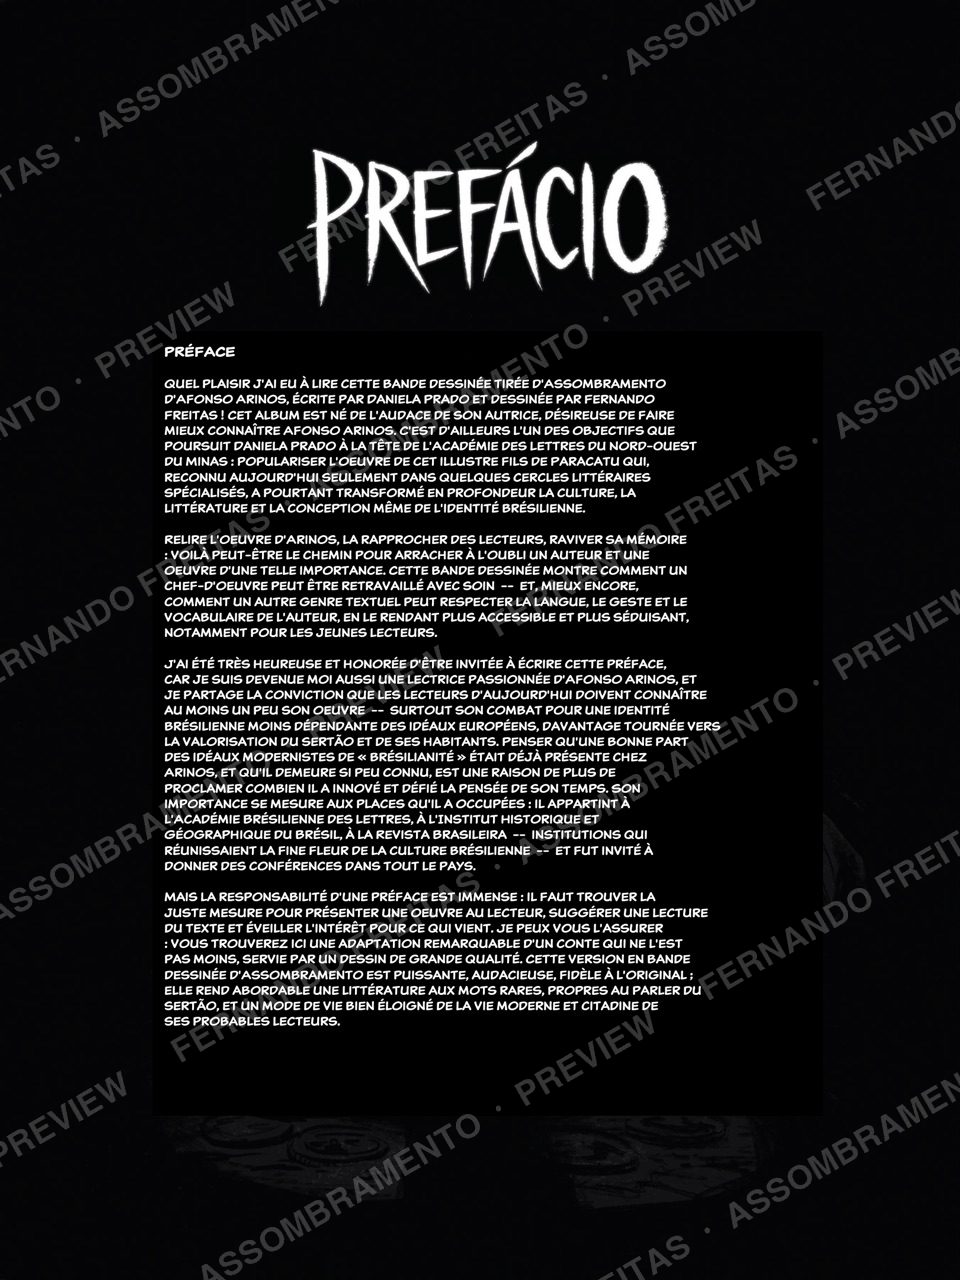 PREFÁCIO
PRÉFACE
QUEL PLAISIR J'AI EU À LIRE CETTE BANDE DESSINÉE TIRÉE D'ASSOMBRAMENTO
D'AFONSO ARINOS, ÉCRITE PAR DANIELA PRADO ET DESSINÉE PAR FERNANDO
FREITAS ! CET ALBUM EST NÉ DE L'AUDACE DE SON AUTRICE, DÉSIREUSE DE FAIRE
MIEUX CONNAÎTRE AFONSO ARINOS. C'EST D'AILLEURS L'UN DES OBJECTIFS QUE
POURSUIT DANIELA PRADO À LA TÊTE DE L'ACADÉMIE DES LETTRES DU NORD-OUEST
DU MINAS : POPULARISER L'OEUVRE DE CET ILLUSTRE FILS DE PARACATU QUI,
RECONNU AUJOURD'HUI SEULEMENT DANS QUELQUES CERCLES LITTÉRAIRES
SPÉCIALISÉS, A POURTANT TRANSFORMÉ EN PROFONDEUR LA CULTURE, LA
LITTÉRATURE ET LA CONCEPTION MÊME DE L'IDENTITÉ BRÉSILIENNE.
RELIRE L'OEUVRE D'ARINOS, LA RAPPROCHER DES LECTEURS, RAVIVER SA MÉMOIRE
: VOILÀ PEUT-ÊTRE LE CHEMIN POUR ARRACHER À L'OUBLI UN AUTEUR ET UNE
OEUVRE D'UNE TELLE IMPORTANCE. CETTE BANDE DESSINÉE MONTRE COMMENT UN
CHEF-D'OEUVRE PEUT ÊTRE RETRAVAILLÉ AVEC SOIN -- ET, MIEUX ENCORE,
COMMENT UN AUTRE GENRE TEXTUEL PEUT RESPECTER LA LANGUE, LE GESTE ET LE
VOCABULAIRE DE L'AUTEUR, EN LE RENDANT PLUS ACCESSIBLE ET PLUS SÉDUISANT,
NOTAMMENT POUR LES JEUNES LECTEURS.
J'AI ÉTÉ TRÈS HEUREUSE ET HONORÉE D'ÊTRE INVITÉE À ÉCRIRE CETTE PRÉFACE,
CAR JE SUIS DEVENUE MOI AUSSI UNE LECTRICE PASSIONNÉE D'AFONSO ARINOS, ET
JE PARTAGE LA CONVICTION QUE LES LECTEURS D'AUJOURD'HUI DOIVENT CONNAÎTRE
AU MOINS UN PEU SON OEUVRE -- SURTOUT SON COMBAT POUR UNE IDENTITÉ
BRÉSILIENNE MOINS DÉPENDANTE DES IDÉAUX EUROPÉENS, DAVANTAGE TOURNÉE VERS
LA VALORISATION DU SERTÃO ET DE SES HABITANTS. PENSER QU'UNE BONNE PART
DES IDÉAUX MODERNISTES DE « BRÉSILIANITÉ » ÉTAIT DÉJÀ PRÉSENTE CHEZ
ARINOS, ET QU'IL DEMEURE SI PEU CONNU, EST UNE RAISON DE PLUS DE
PROCLAMER COMBIEN IL A INNOVÉ ET DÉFIÉ LA PENSÉE DE SON TEMPS. SON
IMPORTANCE SE MESURE AUX PLACES QU'IL A OCCUPÉES : IL APPARTINT À
L'ACADÉMIE BRÉSILIENNE DES LETTRES, À L'INSTITUT HISTORIQUE ET
GÉOGRAPHIQUE DU BRÉSIL, À LA REVISTA BRASILEIRA -- INSTITUTIONS QUI
RÉUNISSAIENT LA FINE FLEUR DE LA CULTURE BRÉSILIENNE -- ET FUT INVITÉ À
DONNER DES CONFÉRENCES DANS TOUT LE PAYS.
MAIS LA RESPONSABILITÉ D'UNE PRÉFACE EST IMMENSE : IL FAUT TROUVER LA
JUSTE MESURE POUR PRÉSENTER UNE OEUVRE AU LECTEUR, SUGGÉRER UNE LECTURE
DU TEXTE ET ÉVEILLER L'INTÉRÊT POUR CE QUI VIENT. JE PEUX VOUS L'ASSURER
: VOUS TROUVEREZ ICI UNE ADAPTATION REMARQUABLE D'UN CONTE QUI NE L'EST
PAS MOINS, SERVIE PAR UN DESSIN DE GRANDE QUALITÉ. CETTE VERSION EN BANDE
DESSINÉE D'ASSOMBRAMENTO EST PUISSANTE, AUDACIEUSE, FIDÈLE À L'ORIGINAL ;
ELLE REND ABORDABLE UNE LITTÉRATURE AUX MOTS RARES, PROPRES AU PARLER DU
SERTÃO, ET UN MODE DE VIE BIEN ÉLOIGNÉ DE LA VIE MODERNE ET CITADINE DE
SES PROBABLES LECTEURS.
FERNANDO FREITAS · ASSOMBRAMENTO · PREVIEW